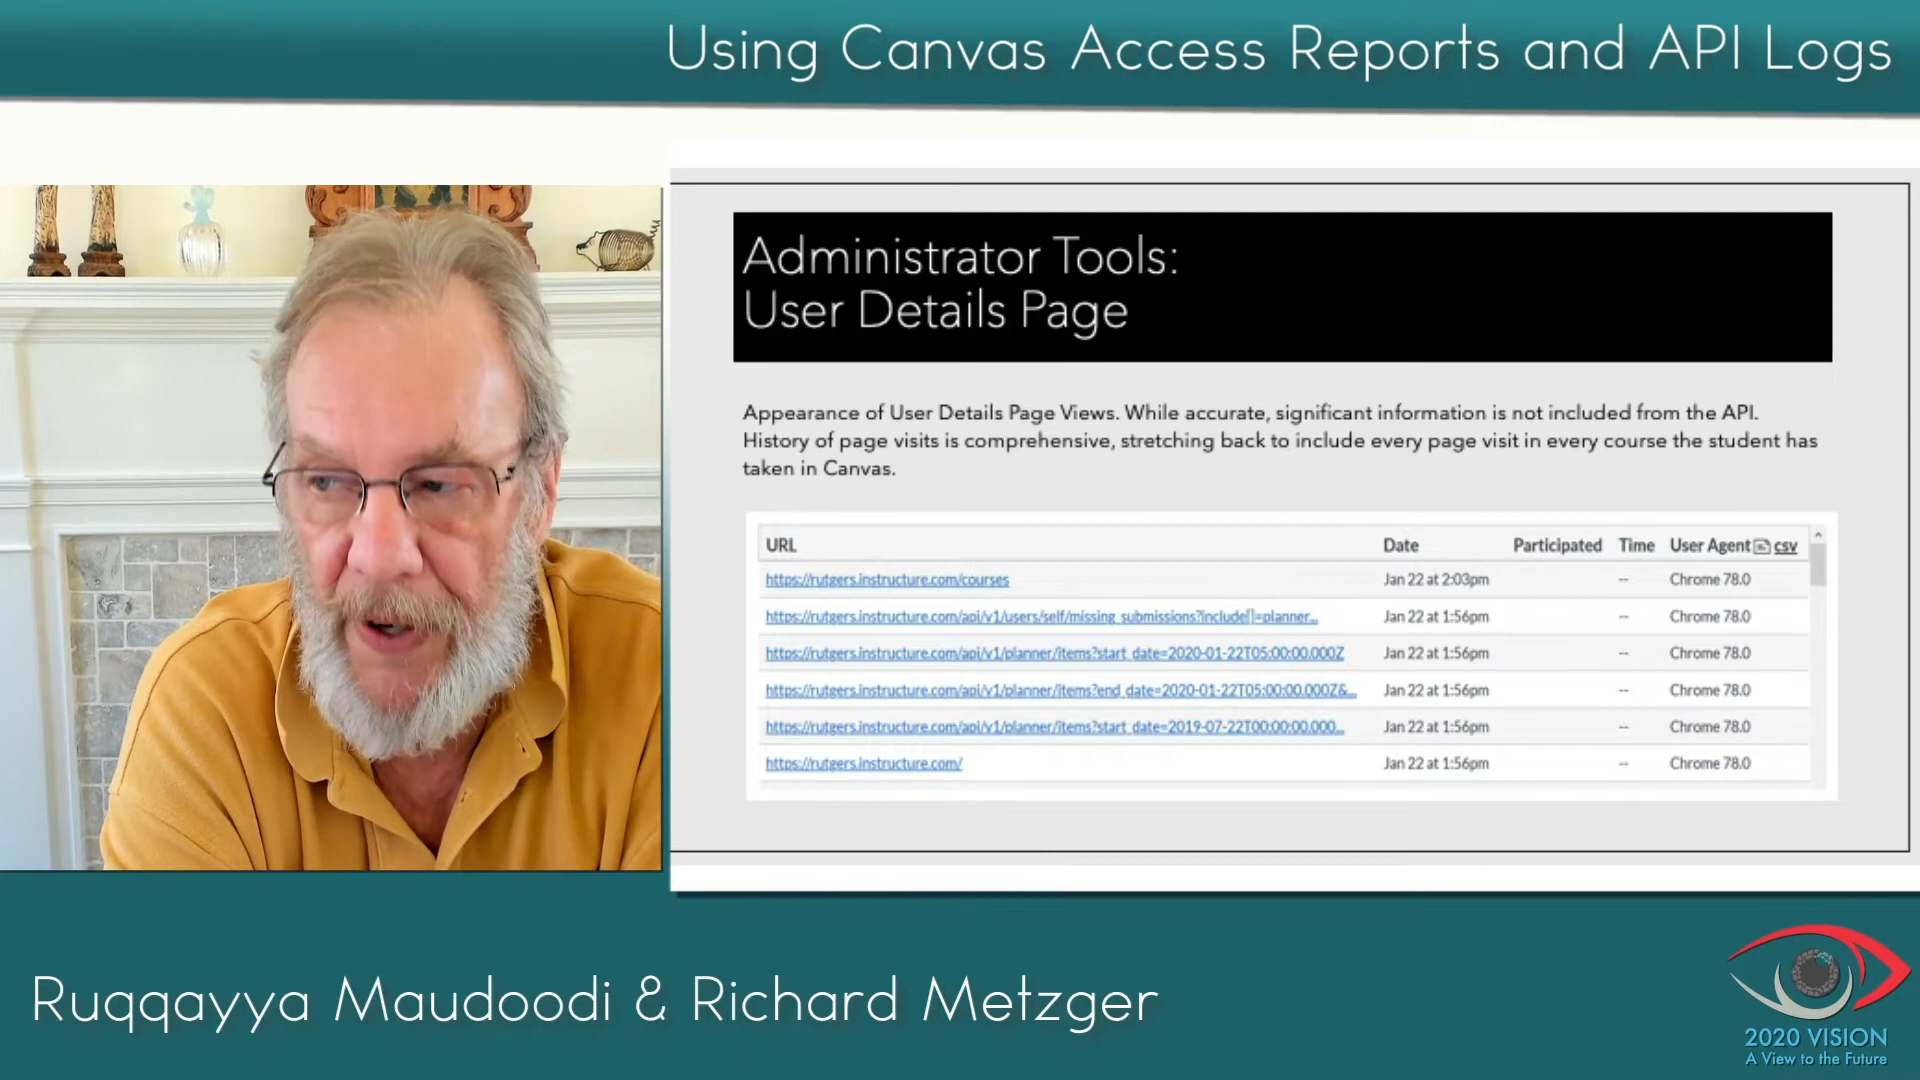 Using Canvas Access Reports and API Logs
Administrator Tools:
User Details Page
Appearance of User Details Page Views. While accurate, significant information is not included from the API.
History of page visits is comprehensive, stretching back to include every page visit in every course the student has
taken in Canvas.
URL Date Participated Time User Agent csv
https://rutgers.instructure.com/courses Jan 22 at 2:03pm -- Chrome 78.0
https://rutgers.instructure.com/api/v1/users/self/missing_submissions?include[]=planner... Jan 22 at 1:56pm -- Chrome 78.0
https://rutgers.instructure.com/api/v1/planner/items?start_date=2020-01-22T05:00:00.000Z Jan 22 at 1:56pm -- Chrome 78.0
https://rutgers.instructure.com/api/v1/planner/items?end_date=2020-01-22T05:00:00.000Z&... Jan 22 at 1:56pm -- Chrome 78.0
https://rutgers.instructure.com/api/v1/planner/items?start_date=2019-07-22T00:00:00.000... Jan 22 at 1:56pm -- Chrome 78.0
https://rutgers.instructure.com/ Jan 22 at 1:56pm -- Chrome 78.0
Ruqqayya Maudoodi & Richard Metzger
2020 VISION
A View to the Future